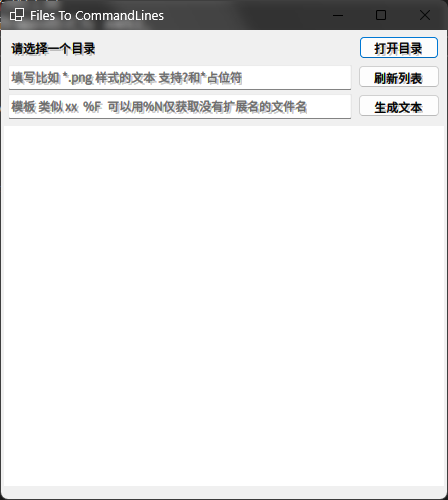 Files To CommandLines
请选择一个目录 打开目录
填写比如 *.png 样式的文本 支持?和*占位符 刷新列表
模板 类似 xx %F 可以用%N仅获取没有扩展名的文件名 生成文本